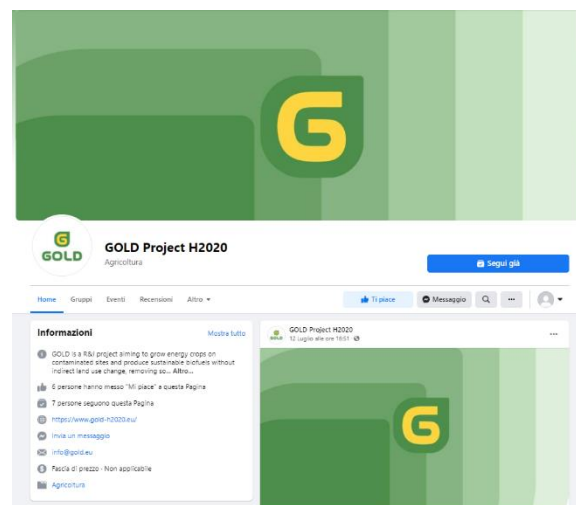 G
G
GOLD
GOLD Project H2020
Agricoltura
Segui già
Home Gruppi Eventi Recensioni Altro
Ti piace Messaggio
Informazioni Mostra tutto
GOLD is a R&I project aiming to grow energy crops on
contaminated sites and produce sustainable biofuels without
indirect land use change, removing so... Altro...
6 persone hanno messo "Mi piace" a questa Pagina
7 persone seguono questa Pagina
https://www.gold-h2020.eu/
Invia un messaggio
info@gold.eu
Fascia di prezzo · Non applicabile
Agricoltura
GOLD
GOLD Project H2020
12 luglio alle ore 16:51
G